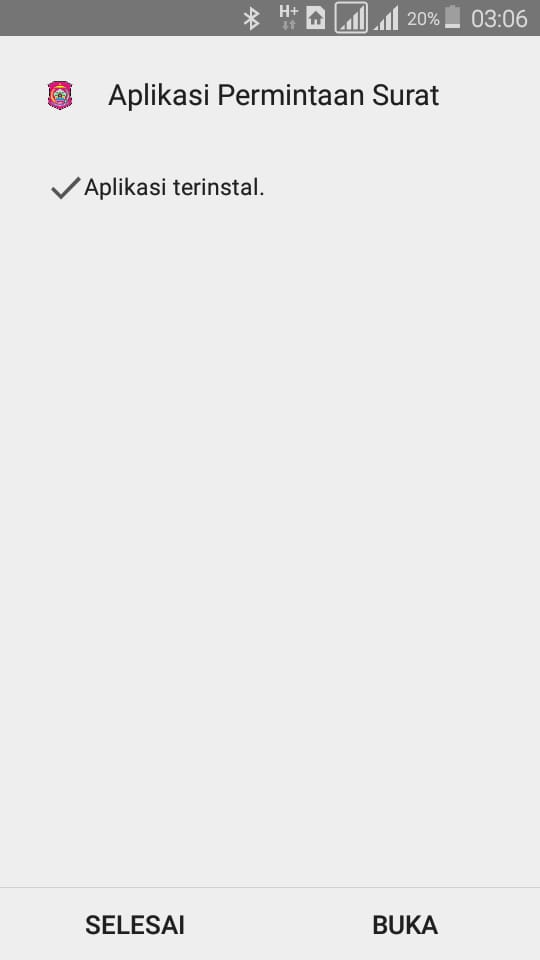 H+ 20% 03:06
Aplikasi Permintaan Surat
Aplikasi terinstal.
SELESAI BUKA